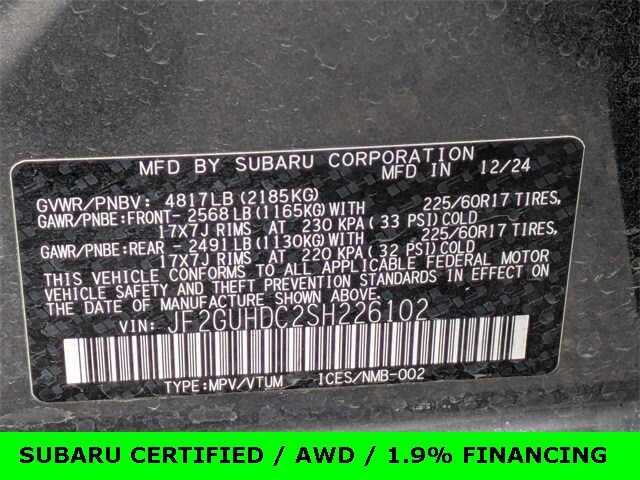 MFD BY SUBARU CORPORATION MFD IN 12/24
GVWR/PNBV: 4817LB (2185KG)
GAWR/PNBE:FRONT- 2568LB (1165KG)WITH 225/60R17 TIRES,
17X7J RIMS AT 230 KPA (33 PSI)COLD
GAWR/PNBE:REAR - 2491LB (1130KG)WITH 225/60R17 TIRES,
17X7J RIMS AT 220 KPA (32 PSI)COLD
THIS VEHICLE CONFORMS TO ALL APPLICABLE FEDERAL MOTOR
VEHICLE SAFETY AND THEFT PREVENTION STANDARDS IN EFFECT ON
THE DATE OF MANUFACTURE SHOWN ABOVE.
VIN: JF2GUHDC2SH226102
TYPE:MPV/VTUM ICES/NMB-002
SUBARU CERTIFIED / AWD / 1.9% FINANCING